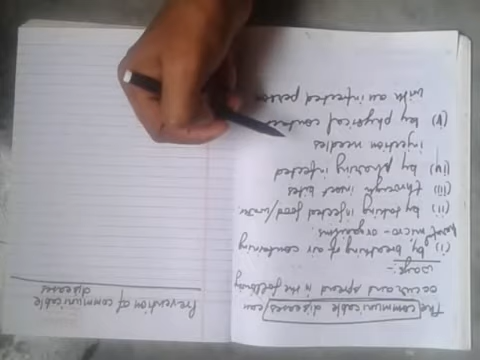 The communicable diseases can
occur and spread in the following
ways:-
(i) by breathing of air containing
micro-organisms.
(ii) by taking infected food/water.
(iii) through insect bites
(iv) by sharing infected
injection needles
(v) by physical contact
with an infected person
Prevention of communicable
diseases